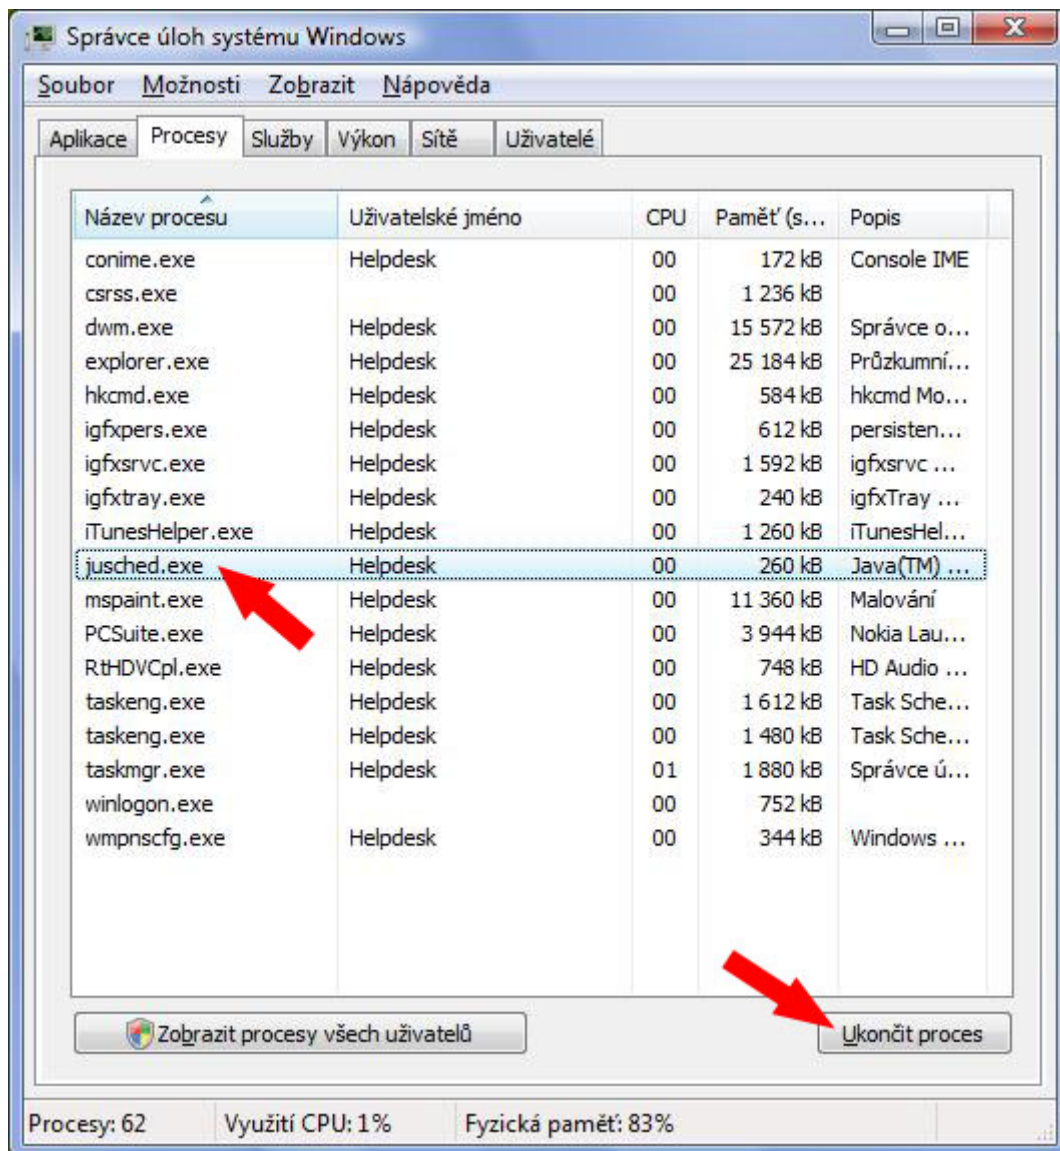 Správce úloh systému Windows
Soubor Možnosti Zobrazit Nápověda
Aplikace Procesy Služby Výkon Sítě Uživatelé
Název procesu Uživatelské jméno CPU Paměť (s... Popis
conime.exe Helpdesk 00 172 kB Console IME
csrss.exe 00 1 236 kB
dwm.exe Helpdesk 00 15 572 kB Správce o...
explorer.exe Helpdesk 00 25 184 kB Průzkumní...
hkcmd.exe Helpdesk 00 584 kB hkcmd Mo...
igfxpers.exe Helpdesk 00 612 kB persisten...
igfxsrvc.exe Helpdesk 00 1 592 kB igfxsrvc ...
igfxtray.exe Helpdesk 00 240 kB igfxTray ...
iTunesHelper.exe Helpdesk 00 1 260 kB iTunesHel...
jusched.exe Helpdesk 00 260 kB Java(TM) ...
mspaint.exe Helpdesk 00 11 360 kB Malování
PCSuite.exe Helpdesk 00 3 944 kB Nokia Lau...
RtHDVCpl.exe Helpdesk 00 748 kB HD Audio ...
taskeng.exe Helpdesk 00 1 612 kB Task Sche...
taskeng.exe Helpdesk 00 1 480 kB Task Sche...
taskmgr.exe Helpdesk 01 1 880 kB Správce ú...
winlogon.exe 00 752 kB
wmpnscfg.exe Helpdesk 00 344 kB Windows ...
Zobrazit procesy všech uživatelů Ukončit proces
Procesy: 62 Využití CPU: 1% Fyzická paměť: 83%